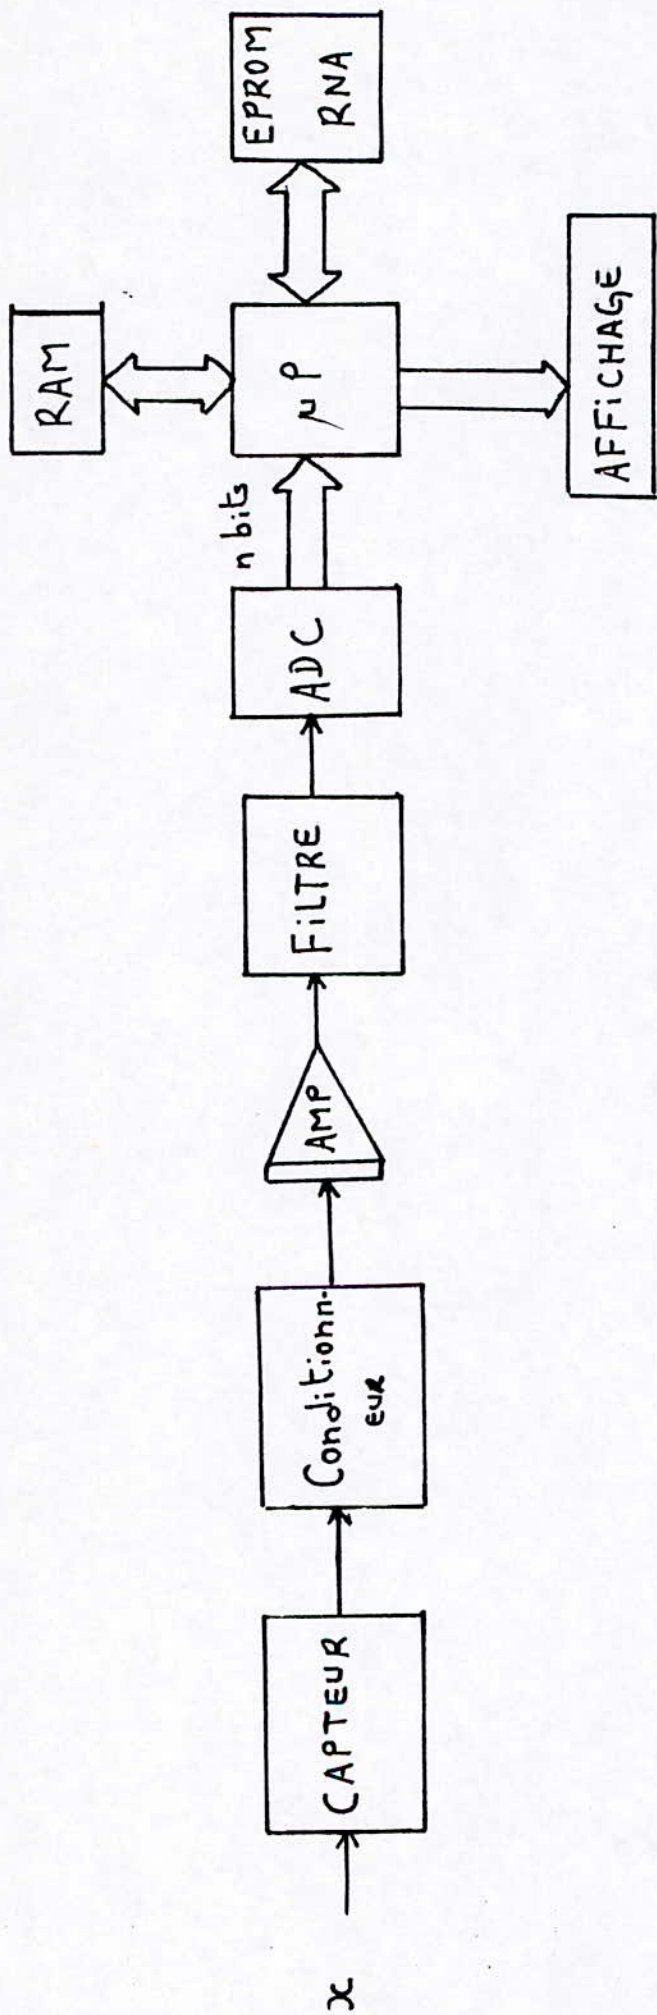 x
CAPTEUR
Conditionn-
EUR
AMP
FiLTRE
ADC
n bits
µP
RAM
EPROM
RNA
AFFiCHAGE